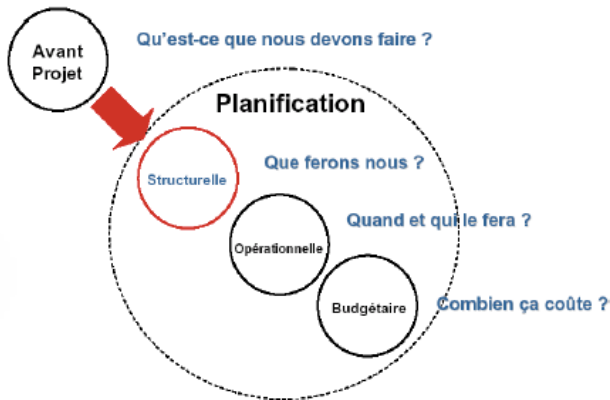 Qu'est-ce que nous devons faire ?
Avant
Projet
Planification
Que ferons nous ?
Structurelle
Quand et qui le fera ?
Opérationnelle
Combien ça coûte ?
Budgétaire